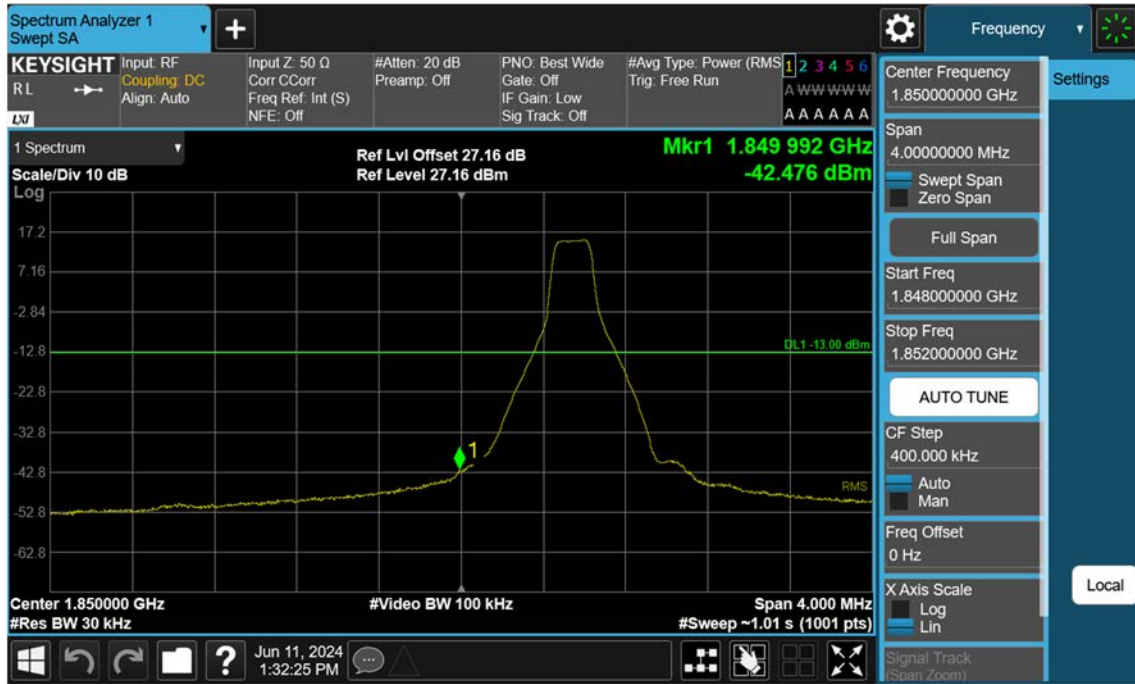 Spectrum Analyzer 1
Swept SA
+
Frequency
KEYSIGHT
RL
LXI
Input: RF
Coupling: DC
Align: Auto
Input Z: 50 Ω
Corr CCorr
Freq Ref: Int (S)
NFE: Off
#Atten: 20 dB
Preamp: Off
PNO: Best Wide
Gate: Off
IF Gain: Low
Sig Track: Off
#Avg Type: Power (RMS
Trig: Free Run
1 2 3 4 5 6
A W W W W W
A A A A A A
1 Spectrum
Scale/Div 10 dB
Log
Ref Lvl Offset 27.16 dB
Ref Level 27.16 dBm
Mkr1 1.849 992 GHz
-42.476 dBm
17.2
7.16
-2.84
-12.8
-22.8
-32.8
-42.8
-52.8
-62.8
DL1 -13.00 dBm
1
RMS
Center 1.850000 GHz
#Res BW 30 kHz
#Video BW 100 kHz
Span 4.000 MHz
#Sweep ~1.01 s (1001 pts)
?
Jun 11, 2024
1:32:25 PM
Center Frequency
1.850000000 GHz
Span
4.00000000 MHz
Swept Span
Zero Span
Full Span
Start Freq
1.848000000 GHz
Stop Freq
1.852000000 GHz
AUTO TUNE
CF Step
400.000 kHz
Auto
Man
Freq Offset
0 Hz
X Axis Scale
Log
Lin
Signal Track
(Span Zoom)
Settings
Local